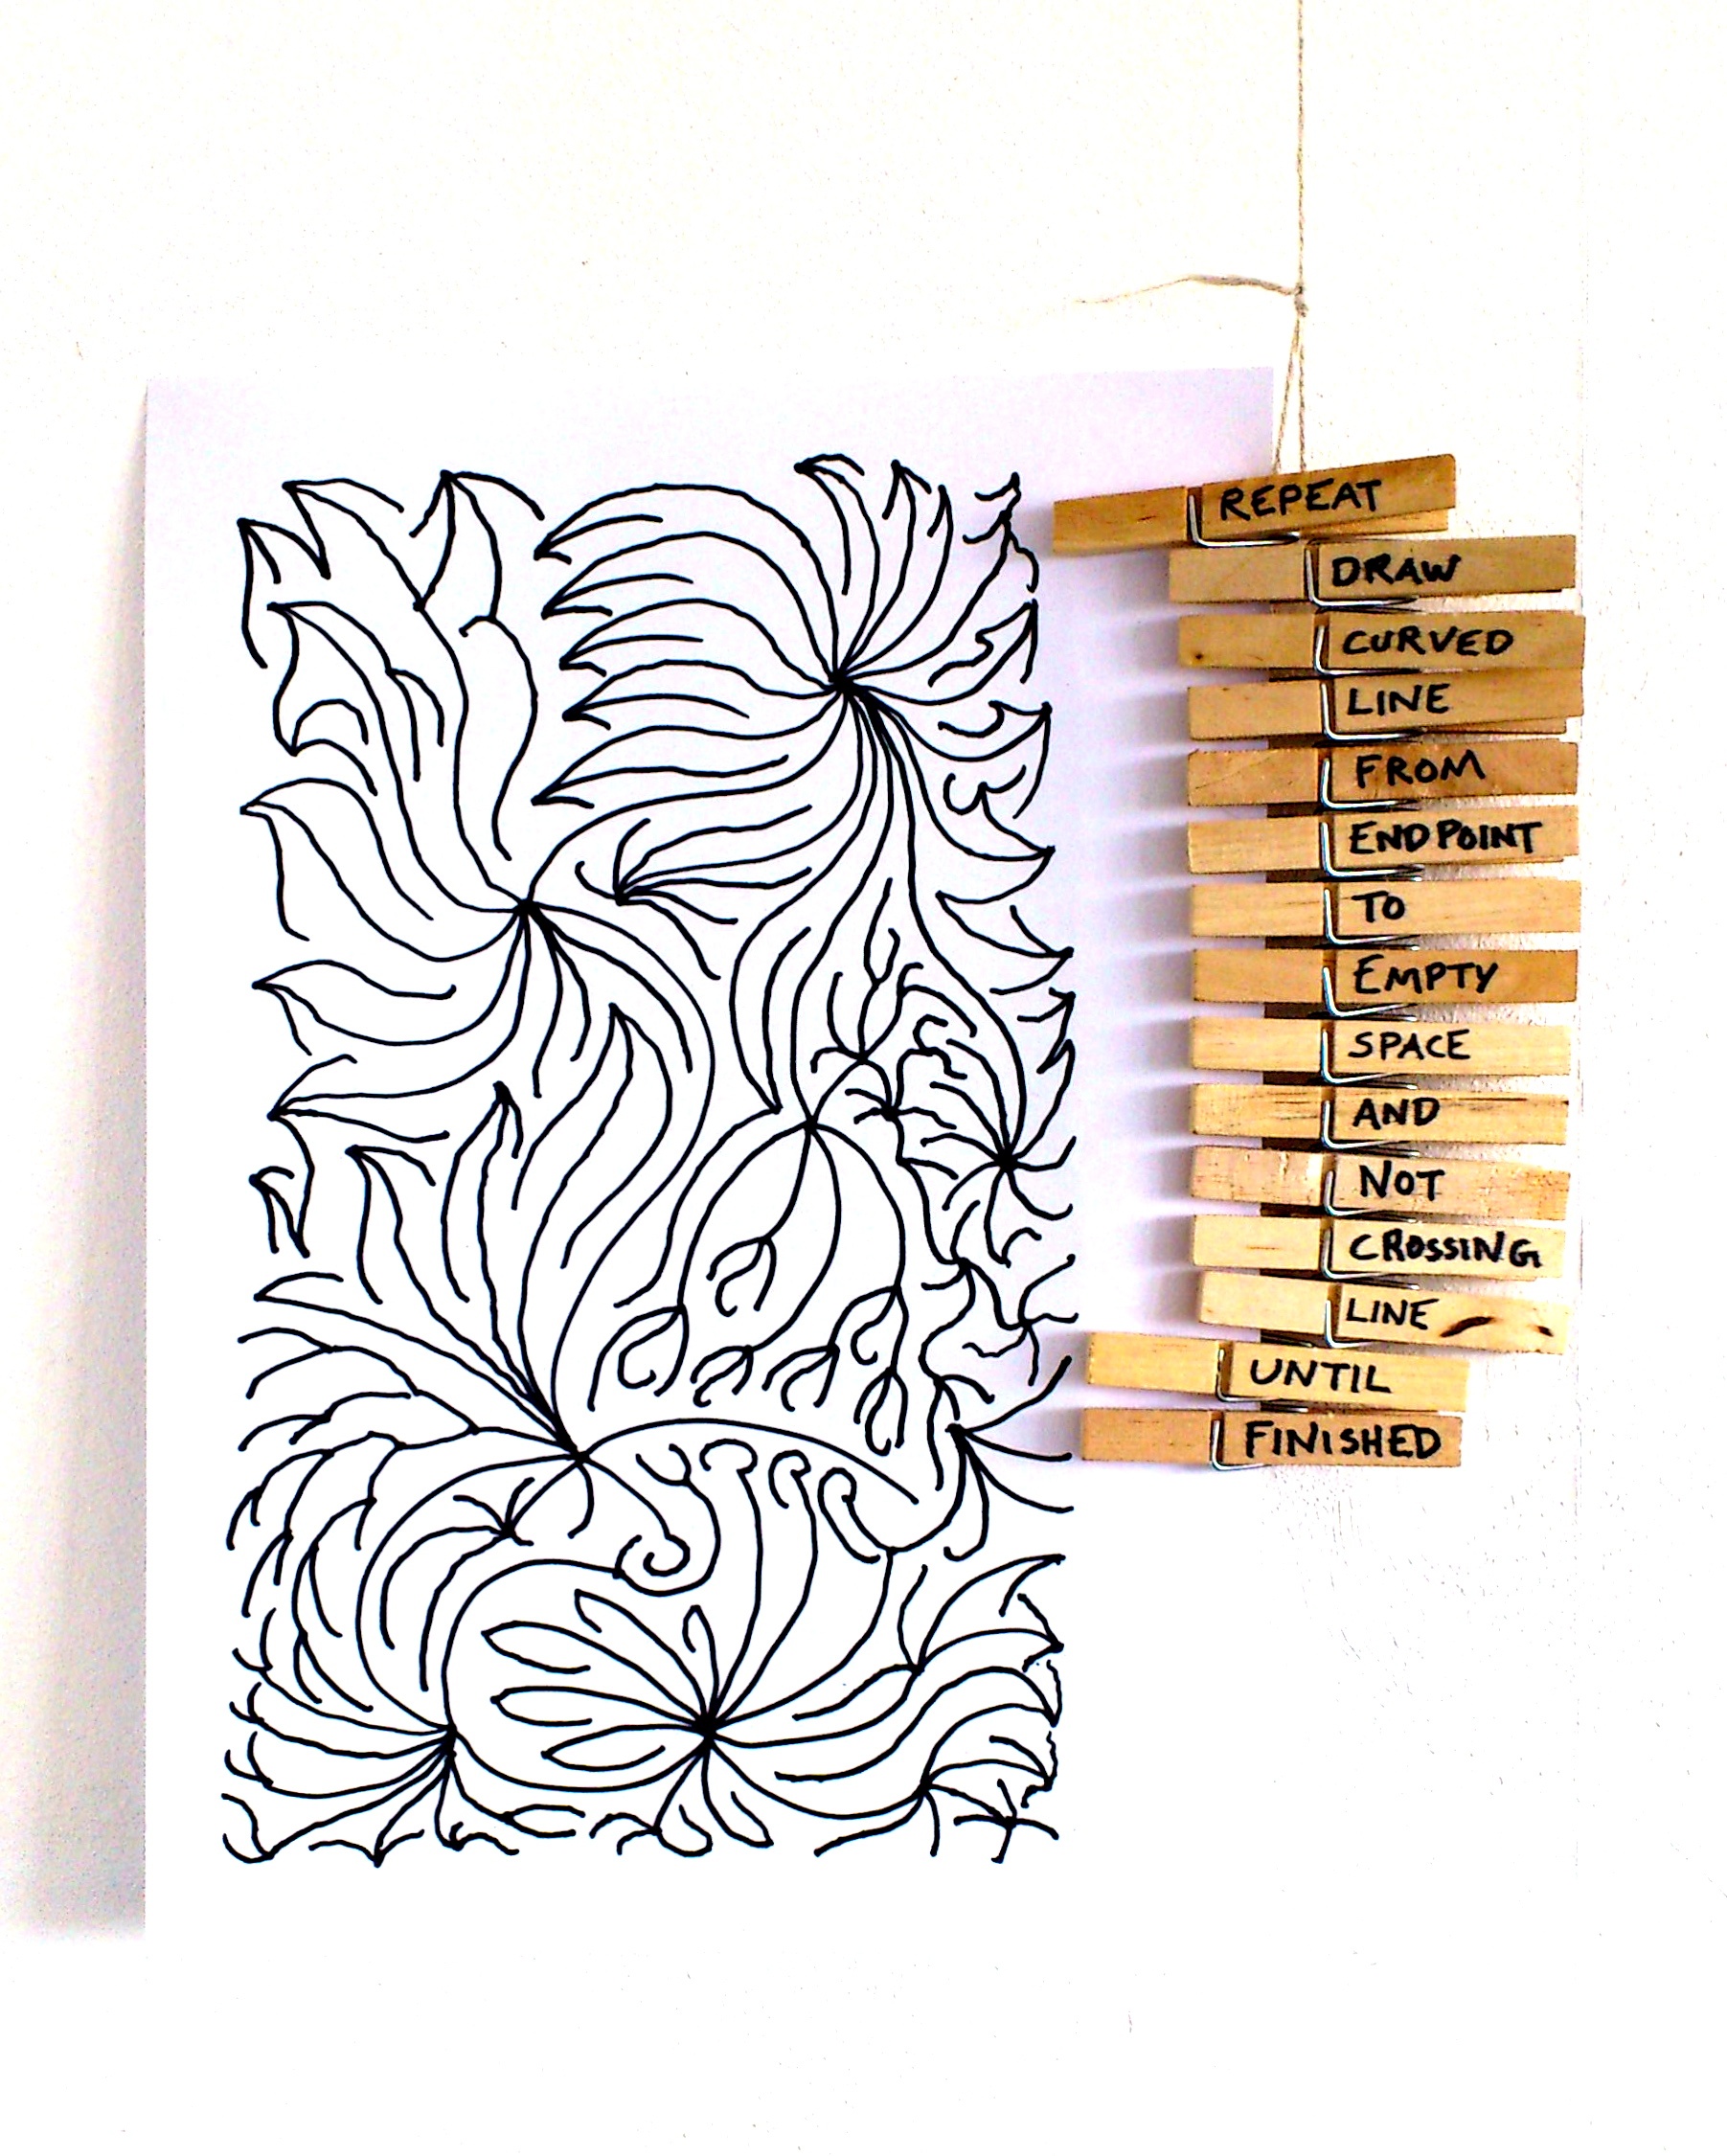 REPEAT
DRAW
CURVED
LINE
FROM
ENDPOINT
TO
EMPTY
SPACE
AND
NOT
CROSSING
LINE
UNTIL
FINISHED